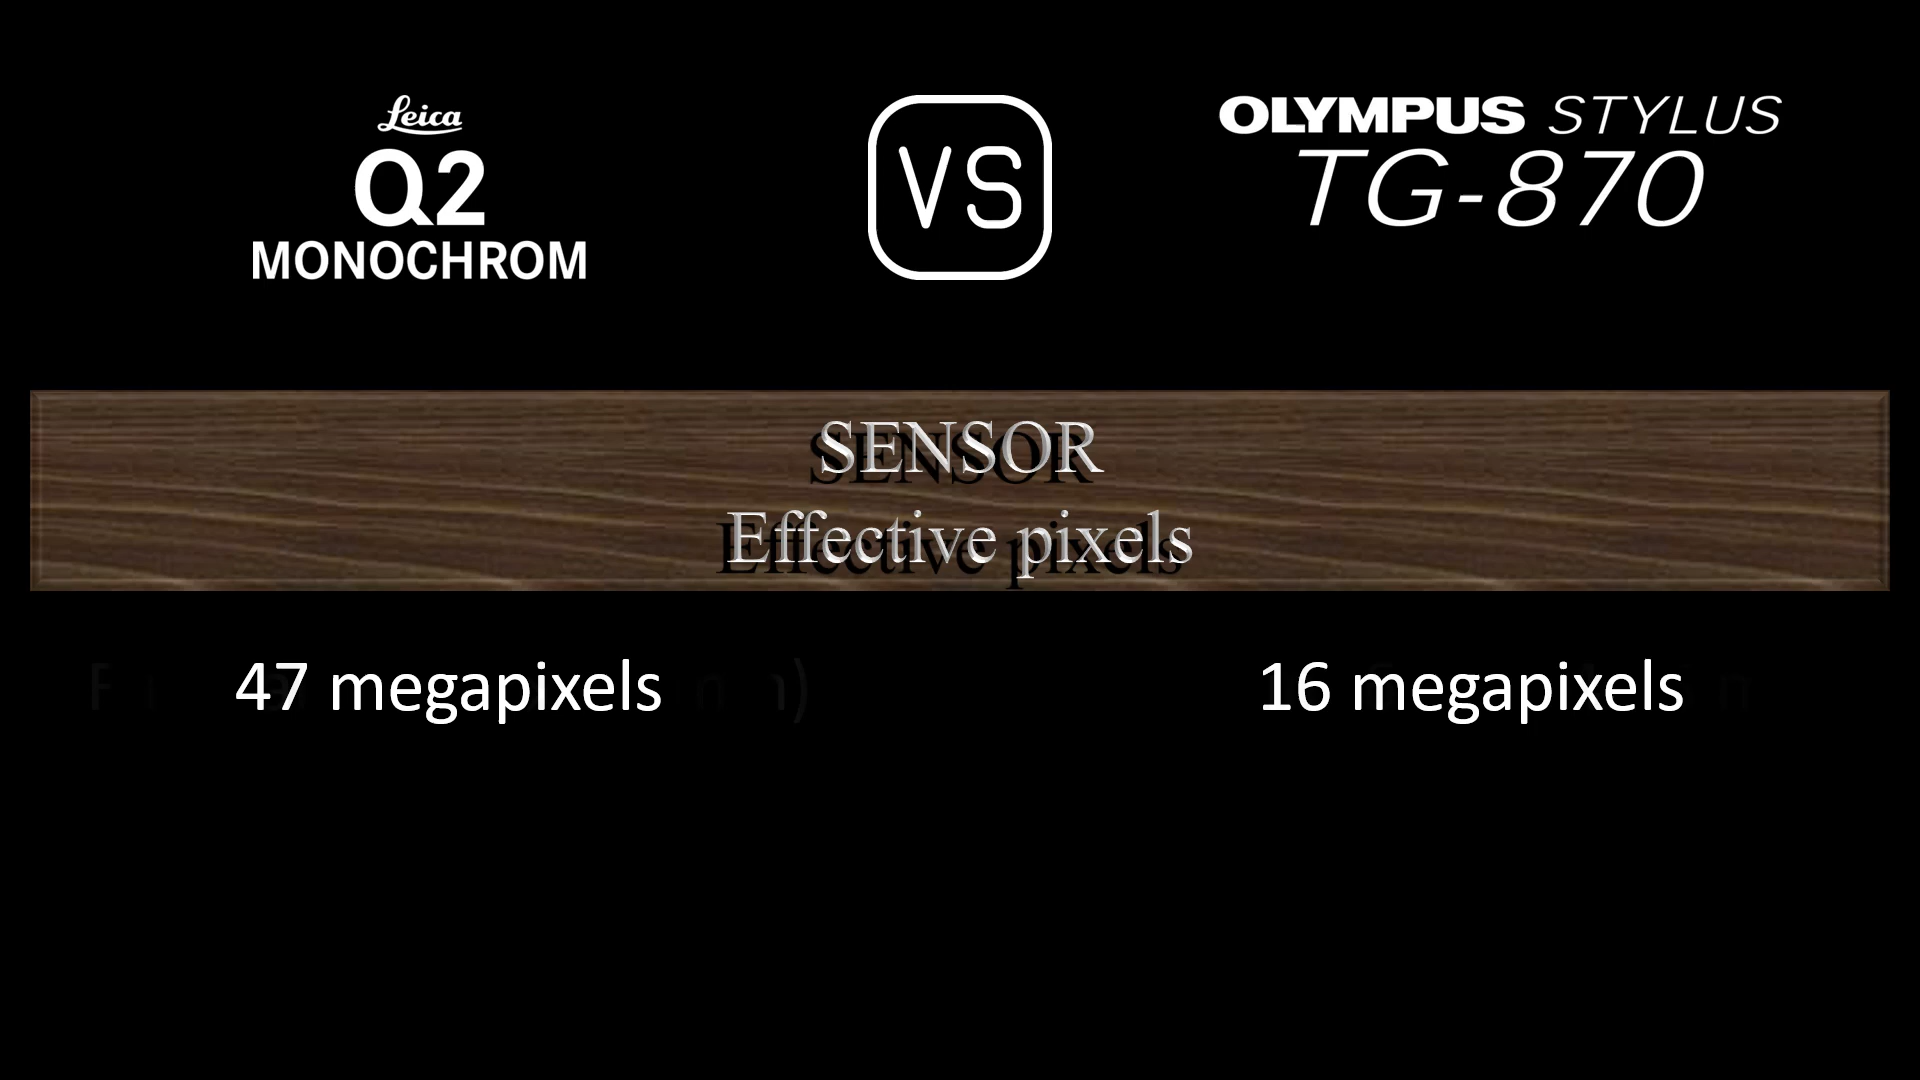 Leica
Q2
MONOCHROM
VS
OLYMPUS STYLUS
TG-870
SENSOR
Effective pixels
47 megapixels
16 megapixels